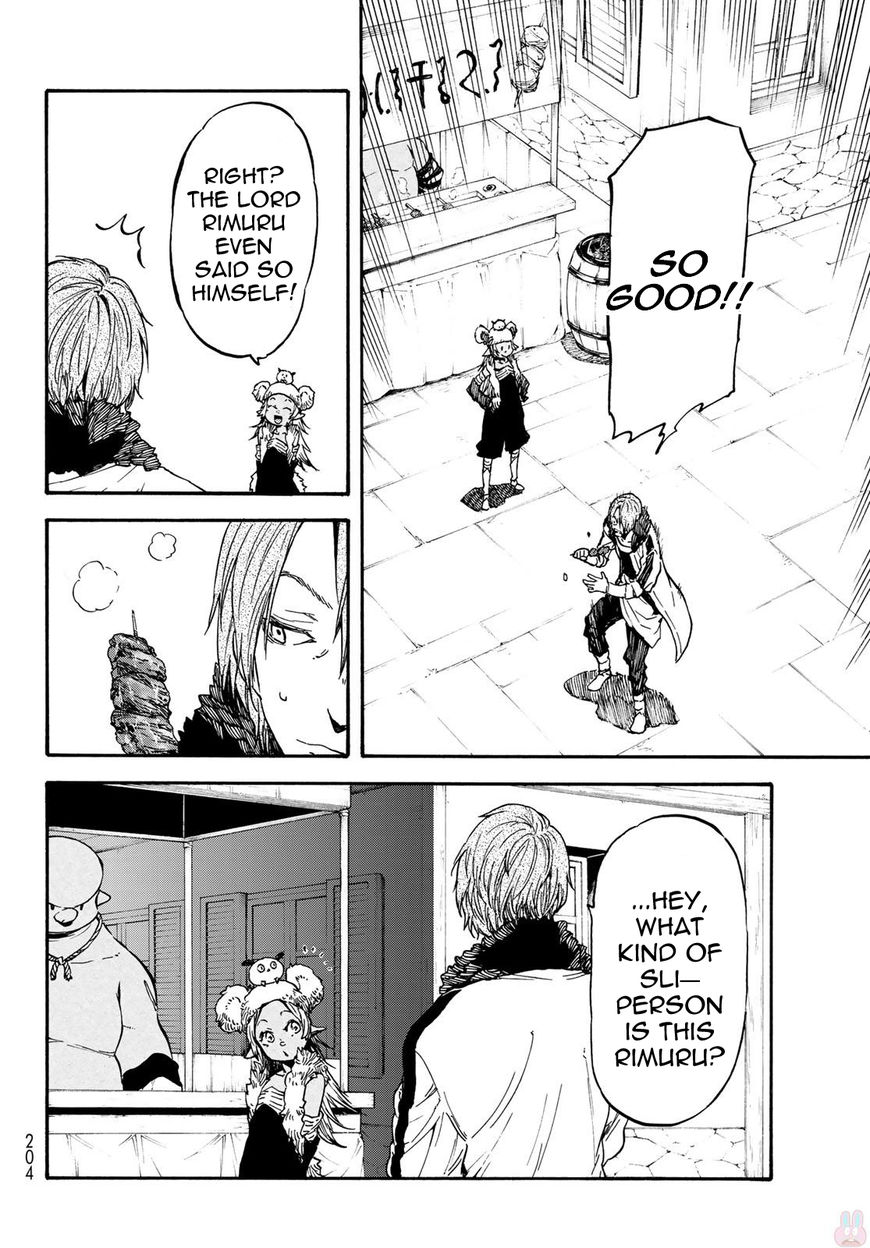 SO
GOOD!!
RIGHT?
THE LORD
RIMURU
EVEN
SAID SO
HIMSELF!
...HEY,
WHAT
KIND OF
SLI—
PERSON
IS THIS
RIMURU?
204